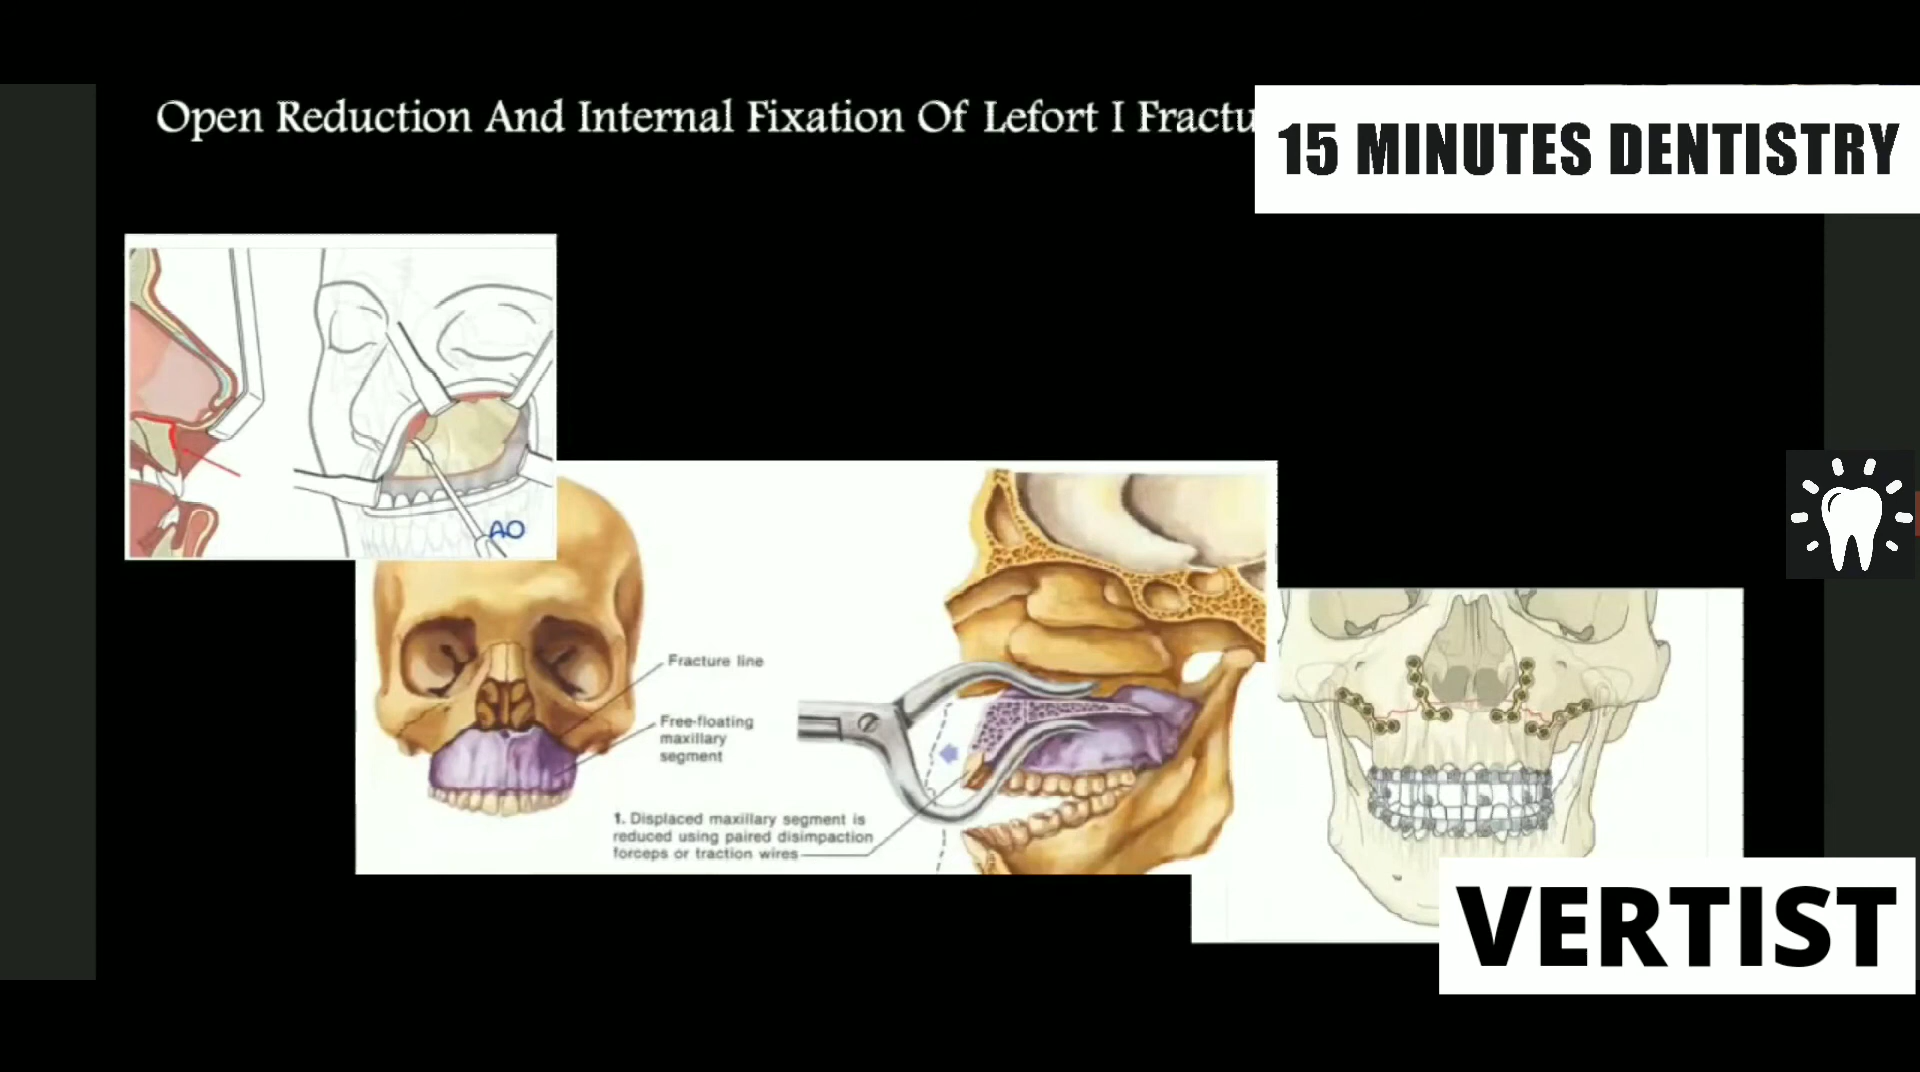 Open Reduction And Internal Fixation Of Lefort I Fractu
15 MINUTES DENTISTRY
AO
Fracture line
Free-floating
maxillary
segment
1. Displaced maxillary segment is
reduced using paired disimpaction
forceps or traction wires
VERTIST